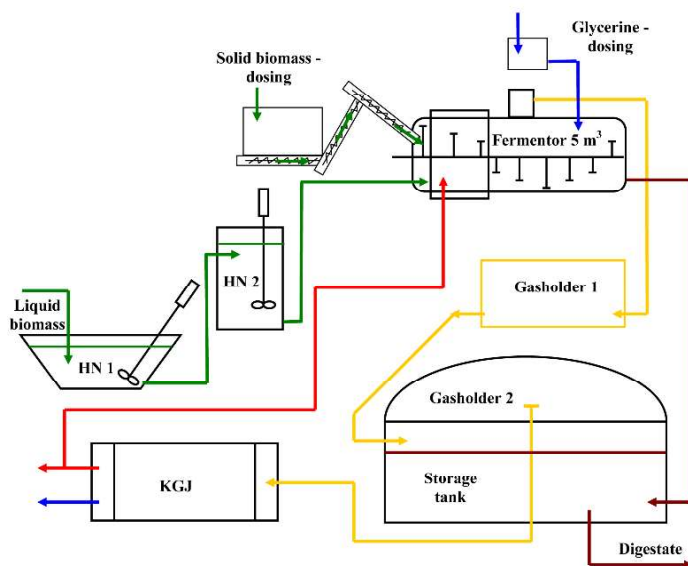 Glycerine -
dosing
Solid biomass -
dosing
Fermentor 5 m³
HN 2
Liquid
biomass
HN 1
Gasholder 1
Gasholder 2
KGJ
Storage
tank
Digestate